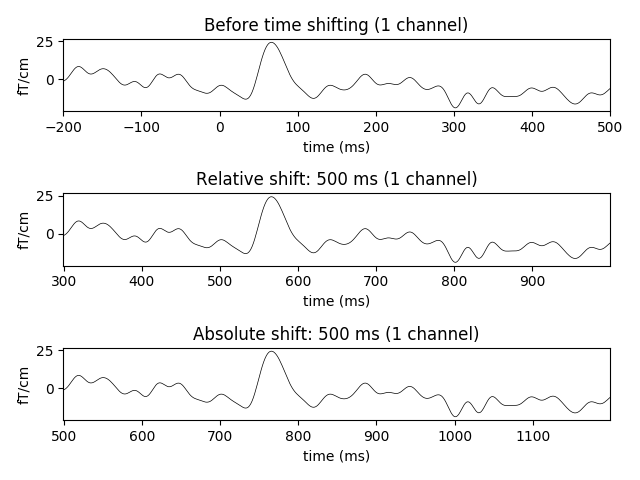 Before time shifting (1 channel)
25
0
fT/cm
−200 −100 0 100 200 300 400 500
time (ms)
Relative shift: 500 ms (1 channel)
25
0
fT/cm
300 400 500 600 700 800 900
time (ms)
Absolute shift: 500 ms (1 channel)
25
0
fT/cm
500 600 700 800 900 1000 1100
time (ms)